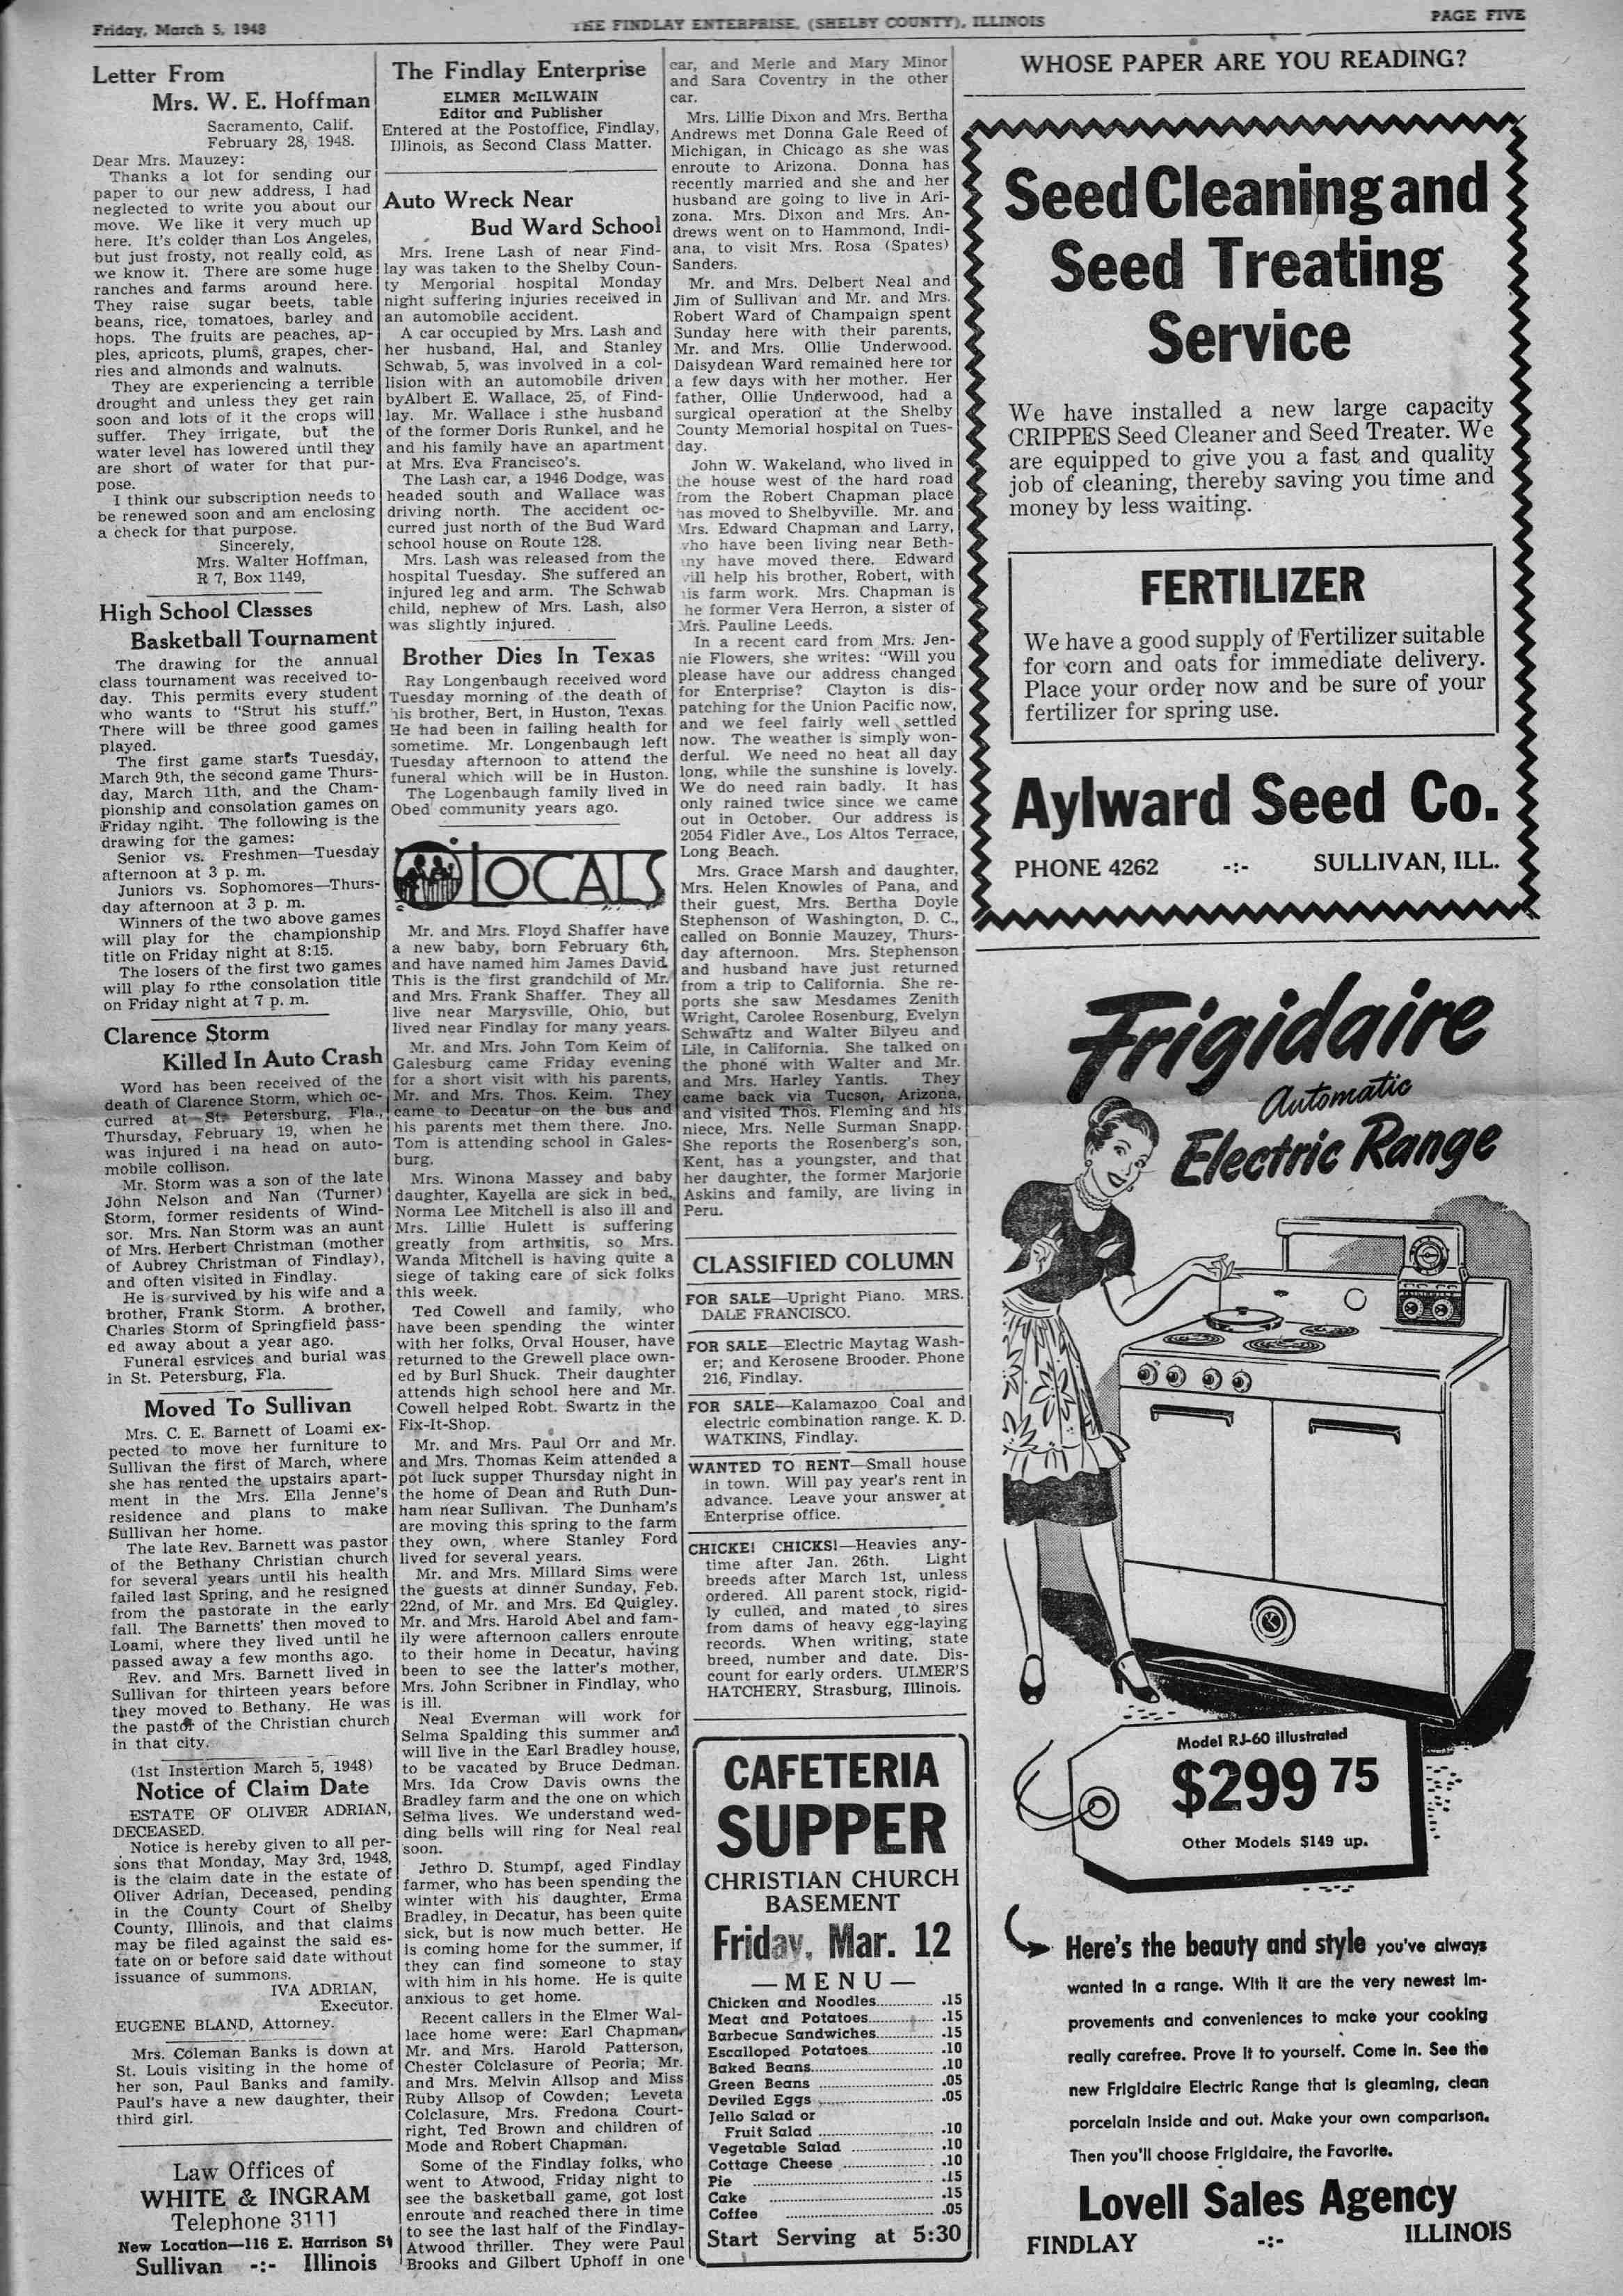 Friday, March 5, 1948
THE FINDLAY ENTERPRISE, (SHELBY COUNTY), ILLINOIS
PAGE FIVE
Letter From
Mrs. W. E. Hoffman
Sacramento, Calif.
February 28, 1948.
Dear Mrs. Mauzey:
Thanks a lot for sending our
paper to our new address, I had
neglected to write you about our
move. We like it very much up
here. It's colder than Los Angeles,
but just frosty, not really cold, as
we know it. There are some huge
ranches and farms around here.
They raise sugar beets, table
beans, rice, tomatoes, barley and
hops. The fruits are peaches, ap-
ples, apricots, plums, grapes, cher-
ries and almonds and walnuts.
They are experiencing a terrible
drought and unless they get rain
soon and lots of it the crops will
suffer. They irrigate, but the
water level has lowered until they
are short of water for that pur-
pose.
I think our subscription needs to
be renewed soon and am enclosing
a check for that purpose.
Sincerely,
Mrs. Walter Hoffman,
R 7, Box 1149,
High School Classes
Basketball Tournament
The drawing for the annual
class tournament was received to-
day. This permits every student
who wants to "Strut his stuff."
There will be three good games
played.
The first game starts Tuesday,
March 9th, the second game Thurs-
day, March 11th, and the Cham-
pionship and consolation games on
Friday ngiht. The following is the
drawing for the games:
Senior vs. Freshmen—Tuesday
afternoon at 3 p. m.
Juniors vs. Sophomores—Thurs-
day afternoon at 3 p. m.
Winners of the two above games
will play for the championship
title on Friday night at 8:15.
The losers of the first two games
will play fo rthe consolation title
on Friday night at 7 p. m.
Clarence Storm
Killed In Auto Crash
Word has been received of the
death of Clarence Storm, which oc-
curred at St. Petersburg, Fla.,
Thursday, February 19, when he
was injured i na head on auto-
mobile collison.
Mr. Storm was a son of the late
John Nelson and Nan (Turner)
Storm, former residents of Wind-
sor. Mrs. Nan Storm was an aunt
of Mrs. Herbert Christman (mother
of Aubrey Christman of Findlay),
and often visited in Findlay.
He is survived by his wife and a
brother, Frank Storm. A brother,
Charles Storm of Springfield pass-
ed away about a year ago.
Funeral esrvices and burial was
in St. Petersburg, Fla.
Moved To Sullivan
Mrs. C. E. Barnett of Loami ex-
pected to move her furniture to
Sullivan the first of March, where
she has rented the upstairs apart-
ment in the Mrs. Ella Jenne's
residence and plans to make
Sullivan her home.
The late Rev. Barnett was pastor
of the Bethany Christian church
for several years until his health
failed last Spring, and he resigned
from the pastorate in the early
fall. The Barnetts' then moved to
Loami, where they lived until he
passed away a few months ago.
Rev. and Mrs. Barnett lived in
Sullivan for thirteen years before
they moved to Bethany. He was
the pastor of the Christian church
in that city.
(1st Instertion March 5, 1948)
Notice of Claim Date
ESTATE OF OLIVER ADRIAN,
DECEASED.
Notice is hereby given to all per-
sons that Monday, May 3rd, 1948,
is the claim date in the estate of
Oliver Adrian, Deceased, pending
in the County Court of Shelby
County, Illinois, and that claims
may be filed against the said es-
tate on or before said date without
issuance of summons.
IVA ADRIAN,
Executor.
EUGENE BLAND, Attorney.
Mrs. Coleman Banks is down at
St. Louis visiting in the home of
her son, Paul Banks and family.
Paul's have a new daughter, their
third girl.
Law Offices of
WHITE & INGRAM
Telephone 3111
New Location—116 E. Harrison St
Sullivan -:- Illinois
The Findlay Enterprise
ELMER McILWAIN
Editor and Publisher
Entered at the Postoffice, Findlay,
Illinois, as Second Class Matter.
Auto Wreck Near
Bud Ward School
Mrs. Irene Lash of near Find-
lay was taken to the Shelby Coun-
ty Memorial hospital Monday
night suffering injuries received in
an automobile accident.
A car occupied by Mrs. Lash and
her husband, Hal, and Stanley
Schwab, 5, was involved in a col-
lision with an automobile driven
byAlbert E. Wallace, 25, of Find-
lay. Mr. Wallace i sthe husband
of the former Doris Runkel, and he
and his family have an apartment
at Mrs. Eva Francisco's.
The Lash car, a 1946 Dodge, was
headed south and Wallace was
driving north. The accident oc-
curred just north of the Bud Ward
school house on Route 128.
Mrs. Lash was released from the
hospital Tuesday. She suffered an
injured leg and arm. The Schwab
child, nephew of Mrs. Lash, also
was slightly injured.
Brother Dies In Texas
Ray Longenbaugh received word
Tuesday morning of the death of
his brother, Bert, in Huston, Texas.
He had been in failing health for
sometime. Mr. Longenbaugh left
Tuesday afternoon to attend the
funeral which will be in Huston.
The Logenbaugh family lived in
Obed community years ago.
LOCALS
Mr. and Mrs. Floyd Shaffer have
a new baby, born February 6th,
and have named him James David.
This is the first grandchild of Mr.
and Mrs. Frank Shaffer. They all
live near Marysville, Ohio, but
lived near Findlay for many years.
Mr. and Mrs. John Tom Keim of
Galesburg came Friday evening
for a short visit with his parents,
Mr. and Mrs. Thos. Keim. They
came to Decatur on the bus and
his parents met them there. Jno.
Tom is attending school in Gales-
burg.
Mrs. Winona Massey and baby
daughter, Kayella are sick in bed,
Norma Lee Mitchell is also ill and
Mrs. Lillie Hulett is suffering
greatly from arthritis, so Mrs.
Wanda Mitchell is having quite a
siege of taking care of sick folks
this week.
Ted Cowell and family, who
have been spending the winter
with her folks, Orval Houser, have
returned to the Grewell place own-
ed by Burl Shuck. Their daughter
attends high school here and Mr.
Cowell helped Robt. Swartz in the
Fix-It-Shop.
Mr. and Mrs. Paul Orr and Mr.
and Mrs. Thomas Keim attended a
pot luck supper Thursday night in
the home of Dean and Ruth Dun-
ham near Sullivan. The Dunham's
are moving this spring to the farm
they own, where Stanley Ford
lived for several years.
Mr. and Mrs. Millard Sims were
the guests at dinner Sunday, Feb.
22nd, of Mr. and Mrs. Ed Quigley.
Mr. and Mrs. Harold Abel and fam-
ily were afternoon callers enroute
to their home in Decatur, having
been to see the latter's mother,
Mrs. John Scribner in Findlay, who
is ill.
Neal Everman will work for
Selma Spalding this summer and
will live in the Earl Bradley house,
to be vacated by Bruce Dedman.
Mrs. Ida Crow Davis owns the
Bradley farm and the one on which
Selma lives. We understand wed-
ding bells will ring for Neal real
soon.
Jethro D. Stumpf, aged Findlay
farmer, who has been spending the
winter with his daughter, Erma
Bradley, in Decatur, has been quite
sick, but is now much better. He
is coming home for the summer, if
they can find someone to stay
with him in his home. He is quite
anxious to get home.
Recent callers in the Elmer Wal-
lace home were: Earl Chapman,
Mr. and Mrs. Harold Patterson,
Chester Colclasure of Peoria; Mr.
and Mrs. Melvin Allsop and Miss
Ruby Allsop of Cowden; Leveta
Colclasure, Mrs. Fredona Court-
right, Ted Brown and children of
Mode and Robert Chapman.
Some of the Findlay folks, who
went to Atwood, Friday night to
see the basketball game, got lost
enroute and reached there in time
to see the last half of the Findlay-
Atwood thriller. They were Paul
Brooks and Gilbert Uphoff in one
car, and Merle and Mary Minor
and Sara Coventry in the other
car.
Mrs. Lillie Dixon and Mrs. Bertha
Andrews met Donna Gale Reed of
Michigan, in Chicago as she was
enroute to Arizona. Donna has
recently married and she and her
husband are going to live in Ari-
zona. Mrs. Dixon and Mrs. An-
drews went on to Hammond, Indi-
ana, to visit Mrs. Rosa (Spates)
Sanders.
Mr. and Mrs. Delbert Neal and
Jim of Sullivan and Mr. and Mrs.
Robert Ward of Champaign spent
Sunday here with their parents,
Mr. and Mrs. Ollie Underwood.
Daisydean Ward remained here for
a few days with her mother. Her
father, Ollie Underwood, had a
surgical operation at the Shelby
County Memorial hospital on Tues-
day.
John W. Wakeland, who lived in
the house west of the hard road
from the Robert Chapman place
has moved to Shelbyville. Mr. and
Mrs. Edward Chapman and Larry,
who have been living near Beth-
any have moved there. Edward
will help his brother, Robert, with
his farm work. Mrs. Chapman is
he former Vera Herron, a sister of
Mrs. Pauline Leeds.
In a recent card from Mrs. Jen-
nie Flowers, she writes: "Will you
please have our address changed
for Enterprise? Clayton is dis-
patching for the Union Pacific now,
and we feel fairly well settled
now. The weather is simply won-
derful. We need no heat all day
long, while the sunshine is lovely.
We do need rain badly. It has
only rained twice since we came
out in October. Our address is
2054 Fidler Ave., Los Altos Terrace,
Long Beach.
Mrs. Grace Marsh and daughter,
Mrs. Helen Knowles of Pana, and
their guest, Mrs. Bertha Doyle
Stephenson of Washington, D. C.,
called on Bonnie Mauzey, Thurs-
day afternoon. Mrs. Stephenson
and husband have just returned
from a trip to California. She re-
ports she saw Mesdames Zenith
Wright, Carolee Rosenburg, Evelyn
Schwartz and Walter Bilyeu and
Lile, in California. She talked on
the phone with Walter and Mr.
and Mrs. Harley Yantis. They
came back via Tucson, Arizona,
and visited Thos. Fleming and his
niece, Mrs. Nelle Surman Snapp.
She reports the Rosenberg's son,
Kent, has a youngster, and that
her daughter, the former Marjorie
Askins and family, are living in
Peru.
CLASSIFIED COLUMN
FOR SALE—Upright Piano. MRS.
DALE FRANCISCO.
FOR SALE—Electric Maytag Wash-
er; and Kerosene Brooder. Phone
216, Findlay.
FOR SALE—Kalamazoo Coal and
electric combination range. K. D.
WATKINS, Findlay.
WANTED TO RENT—Small house
in town. Will pay year's rent in
advance. Leave your answer at
Enterprise office.
CHICKE! CHICKS!—Heavies any-
time after Jan. 26th. Light
breeds after March 1st, unless
ordered. All parent stock, rigid-
ly culled, and mated to sires
from dams of heavy egg-laying
records. When writing, state
breed, number and date. Dis-
count for early orders. ULMER'S
HATCHERY, Strasburg, Illinois.
CAFETERIA
SUPPER
CHRISTIAN CHURCH
BASEMENT
Friday, Mar. 12
—MENU—
Chicken and Noodles............. .15
Meat and Potatoes............. .15
Barbecue Sandwiches............ .15
Escalloped Potatoes............. .10
Baked Beans............. .10
Green Beans ............. .05
Deviled Eggs ............. .05
Jello Salad or
Fruit Salad ............. .10
Vegetable Salad ............. .10
Cottage Cheese ............. .10
Pie ............. .15
Cake ............. .15
Coffee ............. .05
Start Serving at 5:30
WHOSE PAPER ARE YOU READING?
Seed Cleaning and
Seed Treating
Service
We have installed a new large capacity
CRIPPES Seed Cleaner and Seed Treater. We
are equipped to give you a fast and quality
job of cleaning, thereby saving you time and
money by less waiting.
FERTILIZER
We have a good supply of Fertilizer suitable
for corn and oats for immediate delivery.
Place your order now and be sure of your
fertilizer for spring use.
Aylward Seed Co.
PHONE 4262 -:- SULLIVAN, ILL.
Frigidaire
Automatic
Electric Range
Model RJ-60 illustrated
$299 75
Other Models $149 up.
Here's the beauty and style you've always
wanted in a range. With it are the very newest im-
provements and conveniences to make your cooking
really carefree. Prove it to yourself. Come in. See the
new Frigidaire Electric Range that is gleaming, clean
porcelain inside and out. Make your own comparison.
Then you'll choose Frigidaire, the Favorite.
Lovell Sales Agency
FINDLAY -:- ILLINOIS